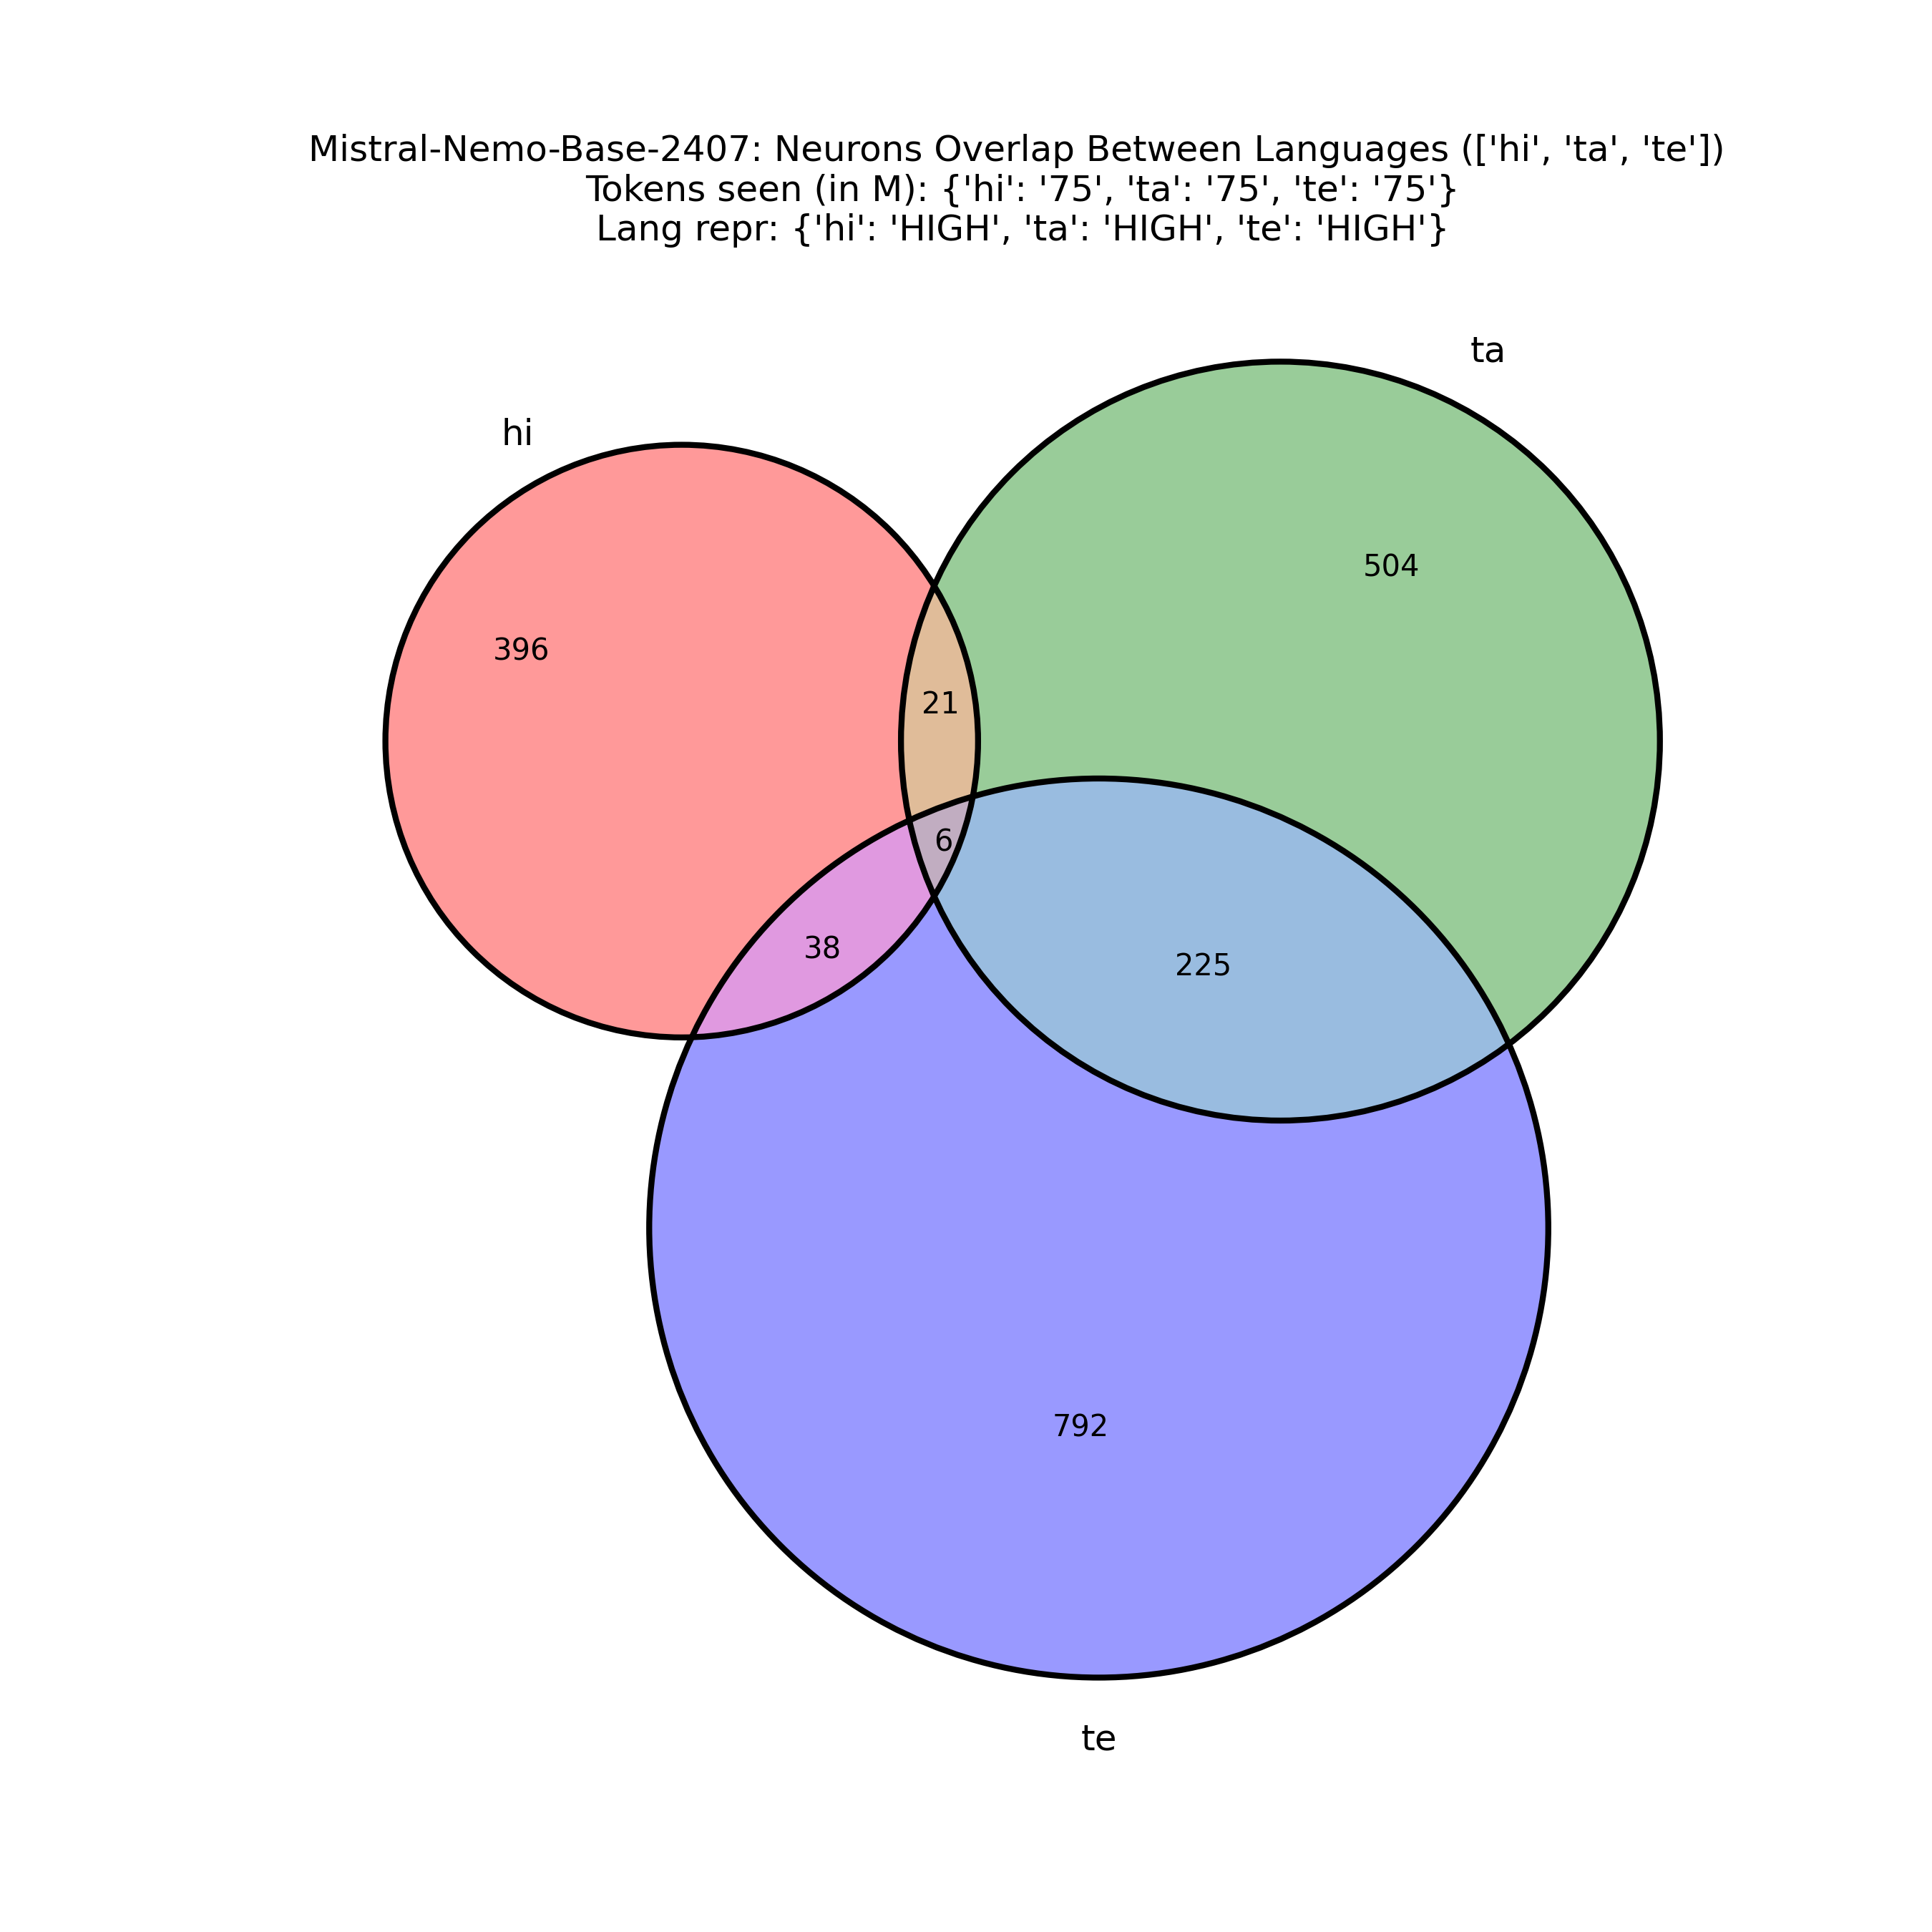 Mistral-Nemo-Base-2407: Neurons Overlap Between Languages (['hi', 'ta', 'te'])
Tokens seen (in M): {'hi': '75', 'ta': '75', 'te': '75'}
Lang repr: {'hi': 'HIGH', 'ta': 'HIGH', 'te': 'HIGH'}
ta
hi
504
396
21
6
38
225
792
te